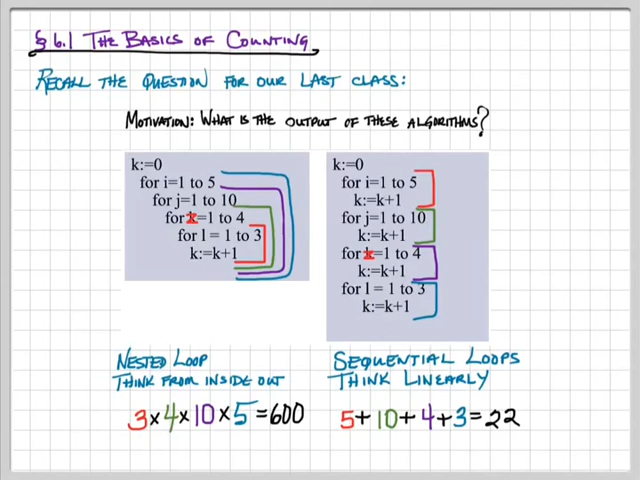 § 6.1 THE BASICS OF COUNTING
RECALL THE QUESTION FOR OUR LAST CLASS:
MOTIVATION: WHAT IS THE OUTPUT OF THESE ALGORITHMS?
k:=0
for i=1 to 5
for j=1 to 10
for k=1 to 4
for l = 1 to 3
k:=k+1
k:=0
for i=1 to 5
k:=k+1
for j=1 to 10
k:=k+1
for k=1 to 4
k:=k+1
for l = 1 to 3
k:=k+1
NESTED LOOP
THINK FROM INSIDE OUT
3×4×10×5=600
SEQUENTIAL LOOPS
THINK LINEARLY
5+10+4+3=22